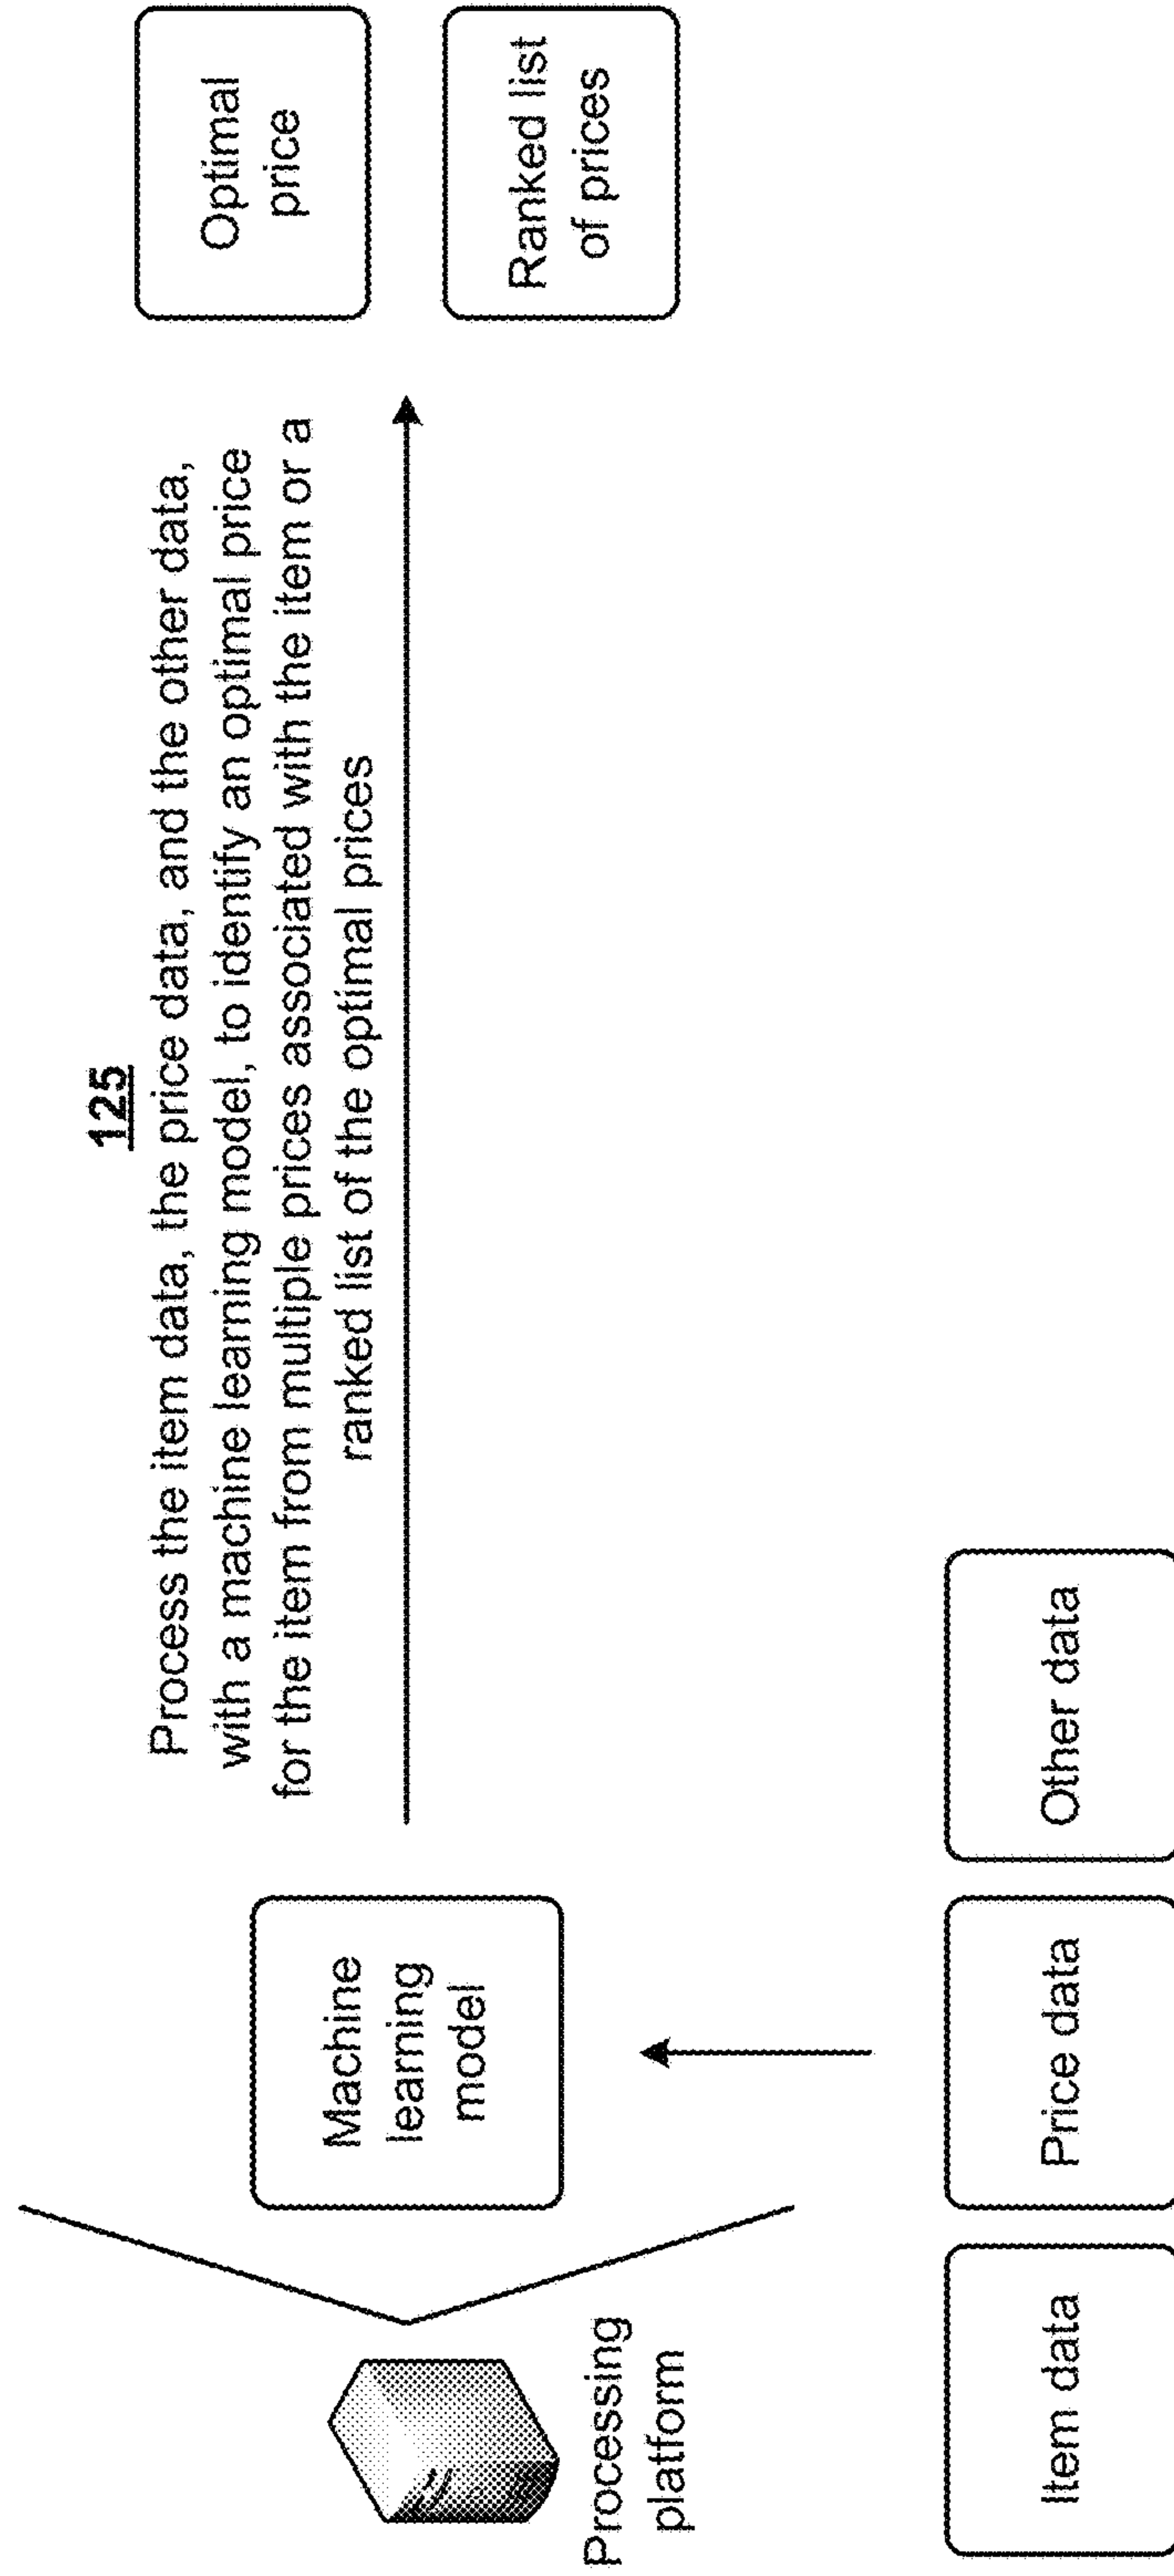 125
Process the item data, the price data, and the other data,
with a machine learning model, to identify an optimal price
for the item from multiple prices associated with the item or a
ranked list of the optimal prices
Processing
platform
Machine
learning
model
Optimal
price
Ranked list
of prices
Item data
Price data
Other data